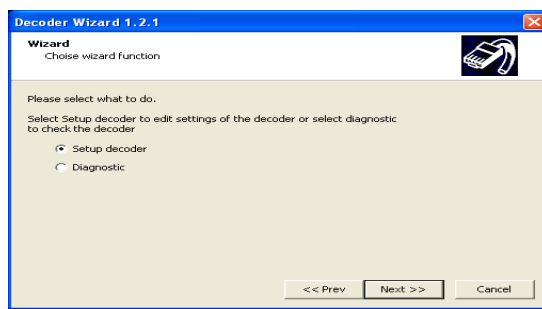 Decoder Wizard 1.2.1
Wizard
Choise wizard function
Please select what to do.
Select Setup decoder to edit settings of the decoder or select diagnostic
to check the decoder
Setup decoder
Diagnostic
<< Prev Next >> Cancel